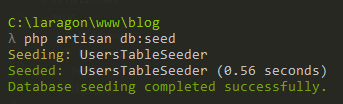 C:\laragon\www\blog
λ php artisan db:seed
Seeding: UsersTableSeeder
Seeded:  UsersTableSeeder (0.56 seconds)
Database seeding completed successfully.